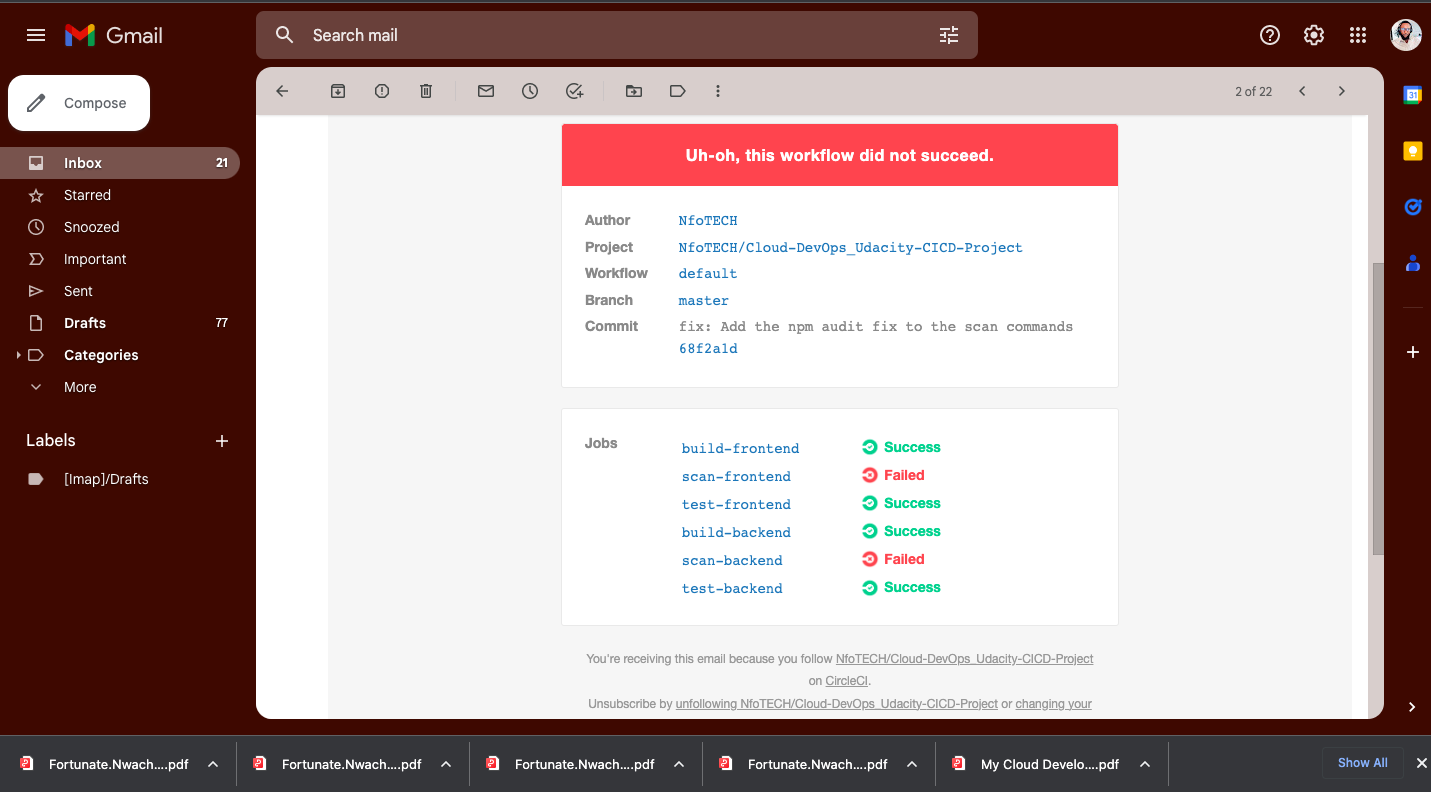 Gmail
Search mail
Compose
2 of 22
31
Inbox 21
Starred
Snoozed
Important
Sent
Drafts 77
Categories
More
Labels
[Imap]/Drafts
Uh-oh, this workflow did not succeed.
Author NfoTECH
Project NfoTECH/Cloud-DevOps_Udacity-CICD-Project
Workflow default
Branch master
Commit fix: Add the npm audit fix to the scan commands
68f2a1d
Jobs
build-frontend Success
scan-frontend Failed
test-frontend Success
build-backend Success
scan-backend Failed
test-backend Success
You're receiving this email because you follow NfoTECH/Cloud-DevOps_Udacity-CICD-Project
on CircleCI.
Unsubscribe by unfollowing NfoTECH/Cloud-DevOps_Udacity-CICD-Project or changing your
Fortunate.Nwach....pdf
Fortunate.Nwach....pdf
Fortunate.Nwach....pdf
Fortunate.Nwach....pdf
My Cloud Develo....pdf
Show All